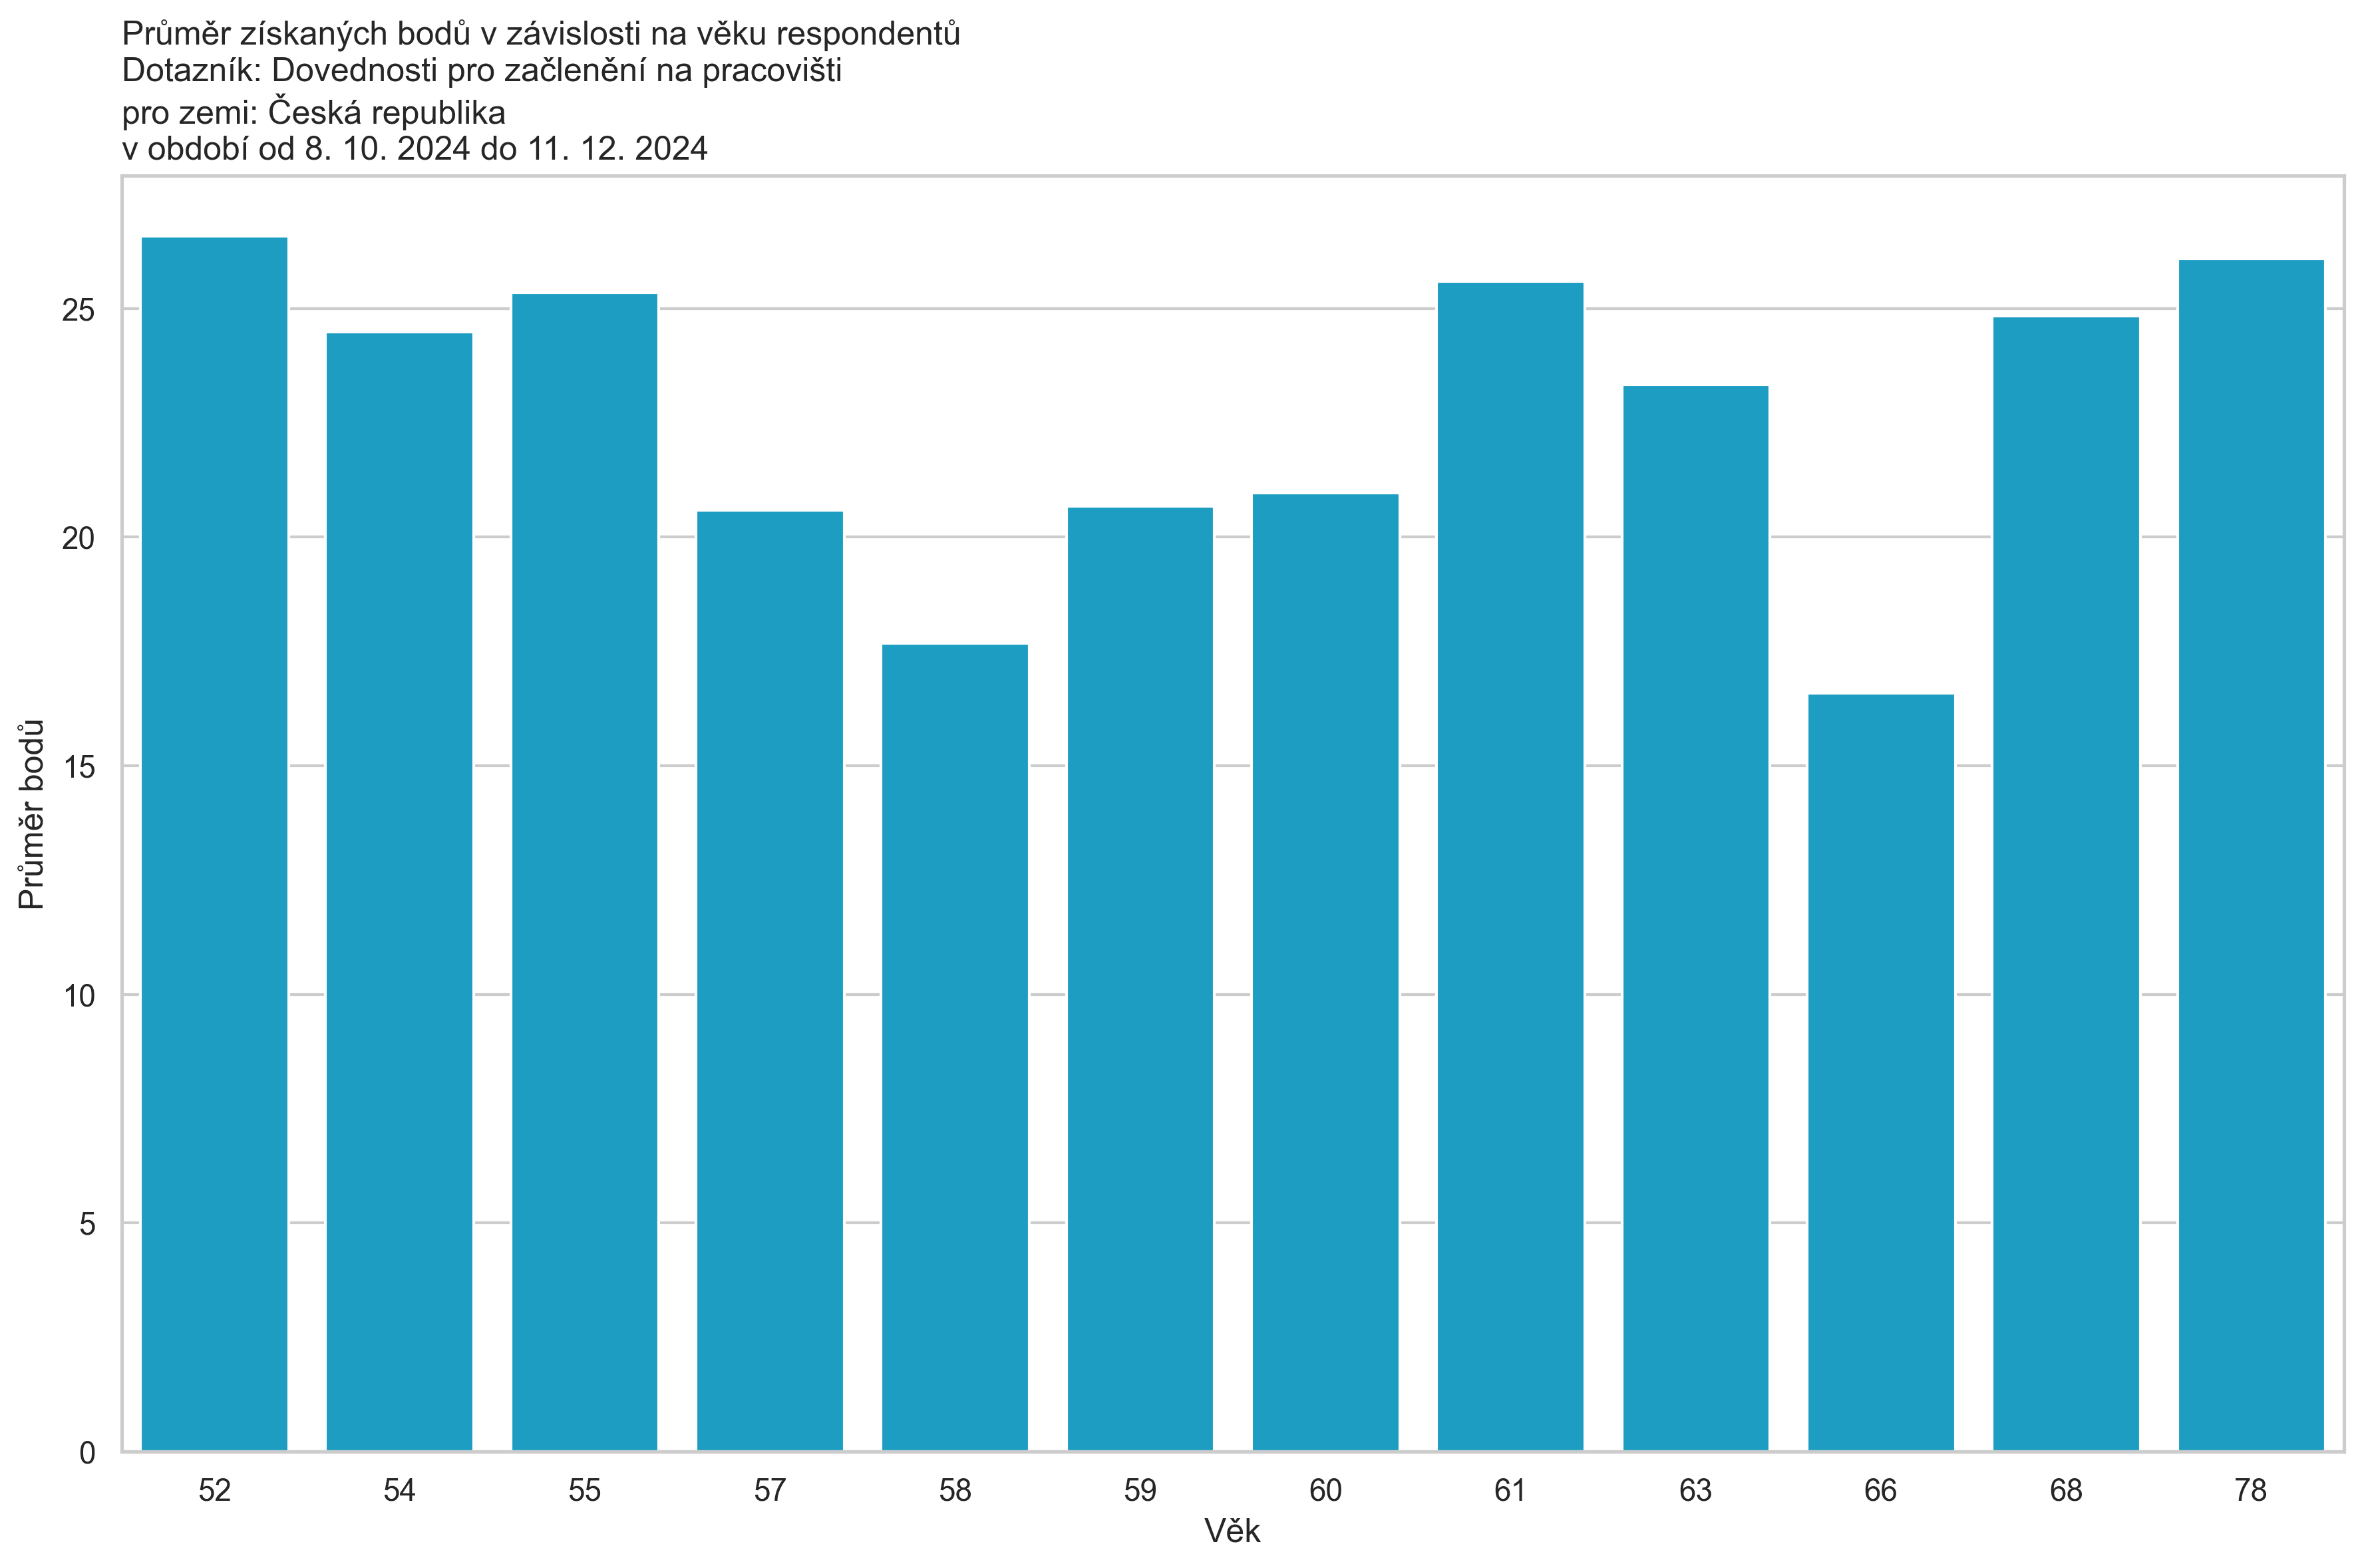 Průměr získaných bodů v závislosti na věku respondentů
Dotazník: Dovednosti pro začlenění na pracovišti
pro zemi: Česká republika
v období od 8. 10. 2024 do 11. 12. 2024
Průměr bodů
25
20
15
10
5
0
52 54 55 57 58 59 60 61 63 66 68 78
Věk